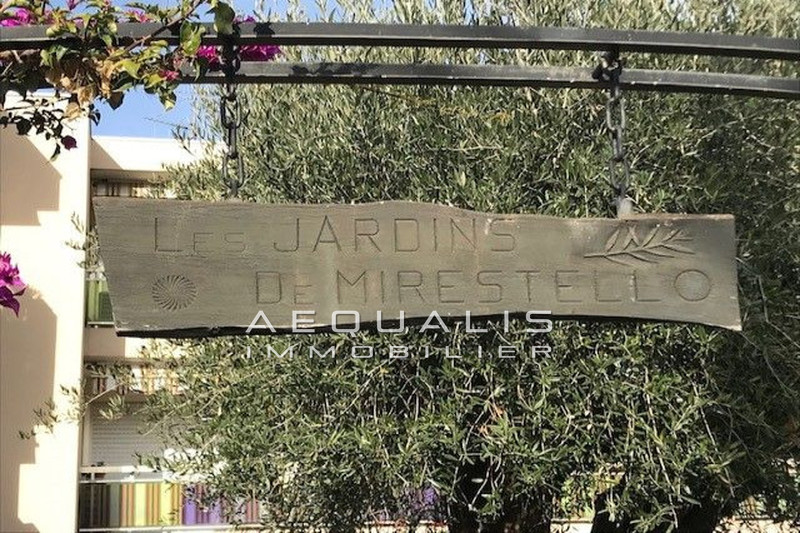 LES JARDINS
DE MIRESTELLO
AEQUALIS
IMMOBILIER